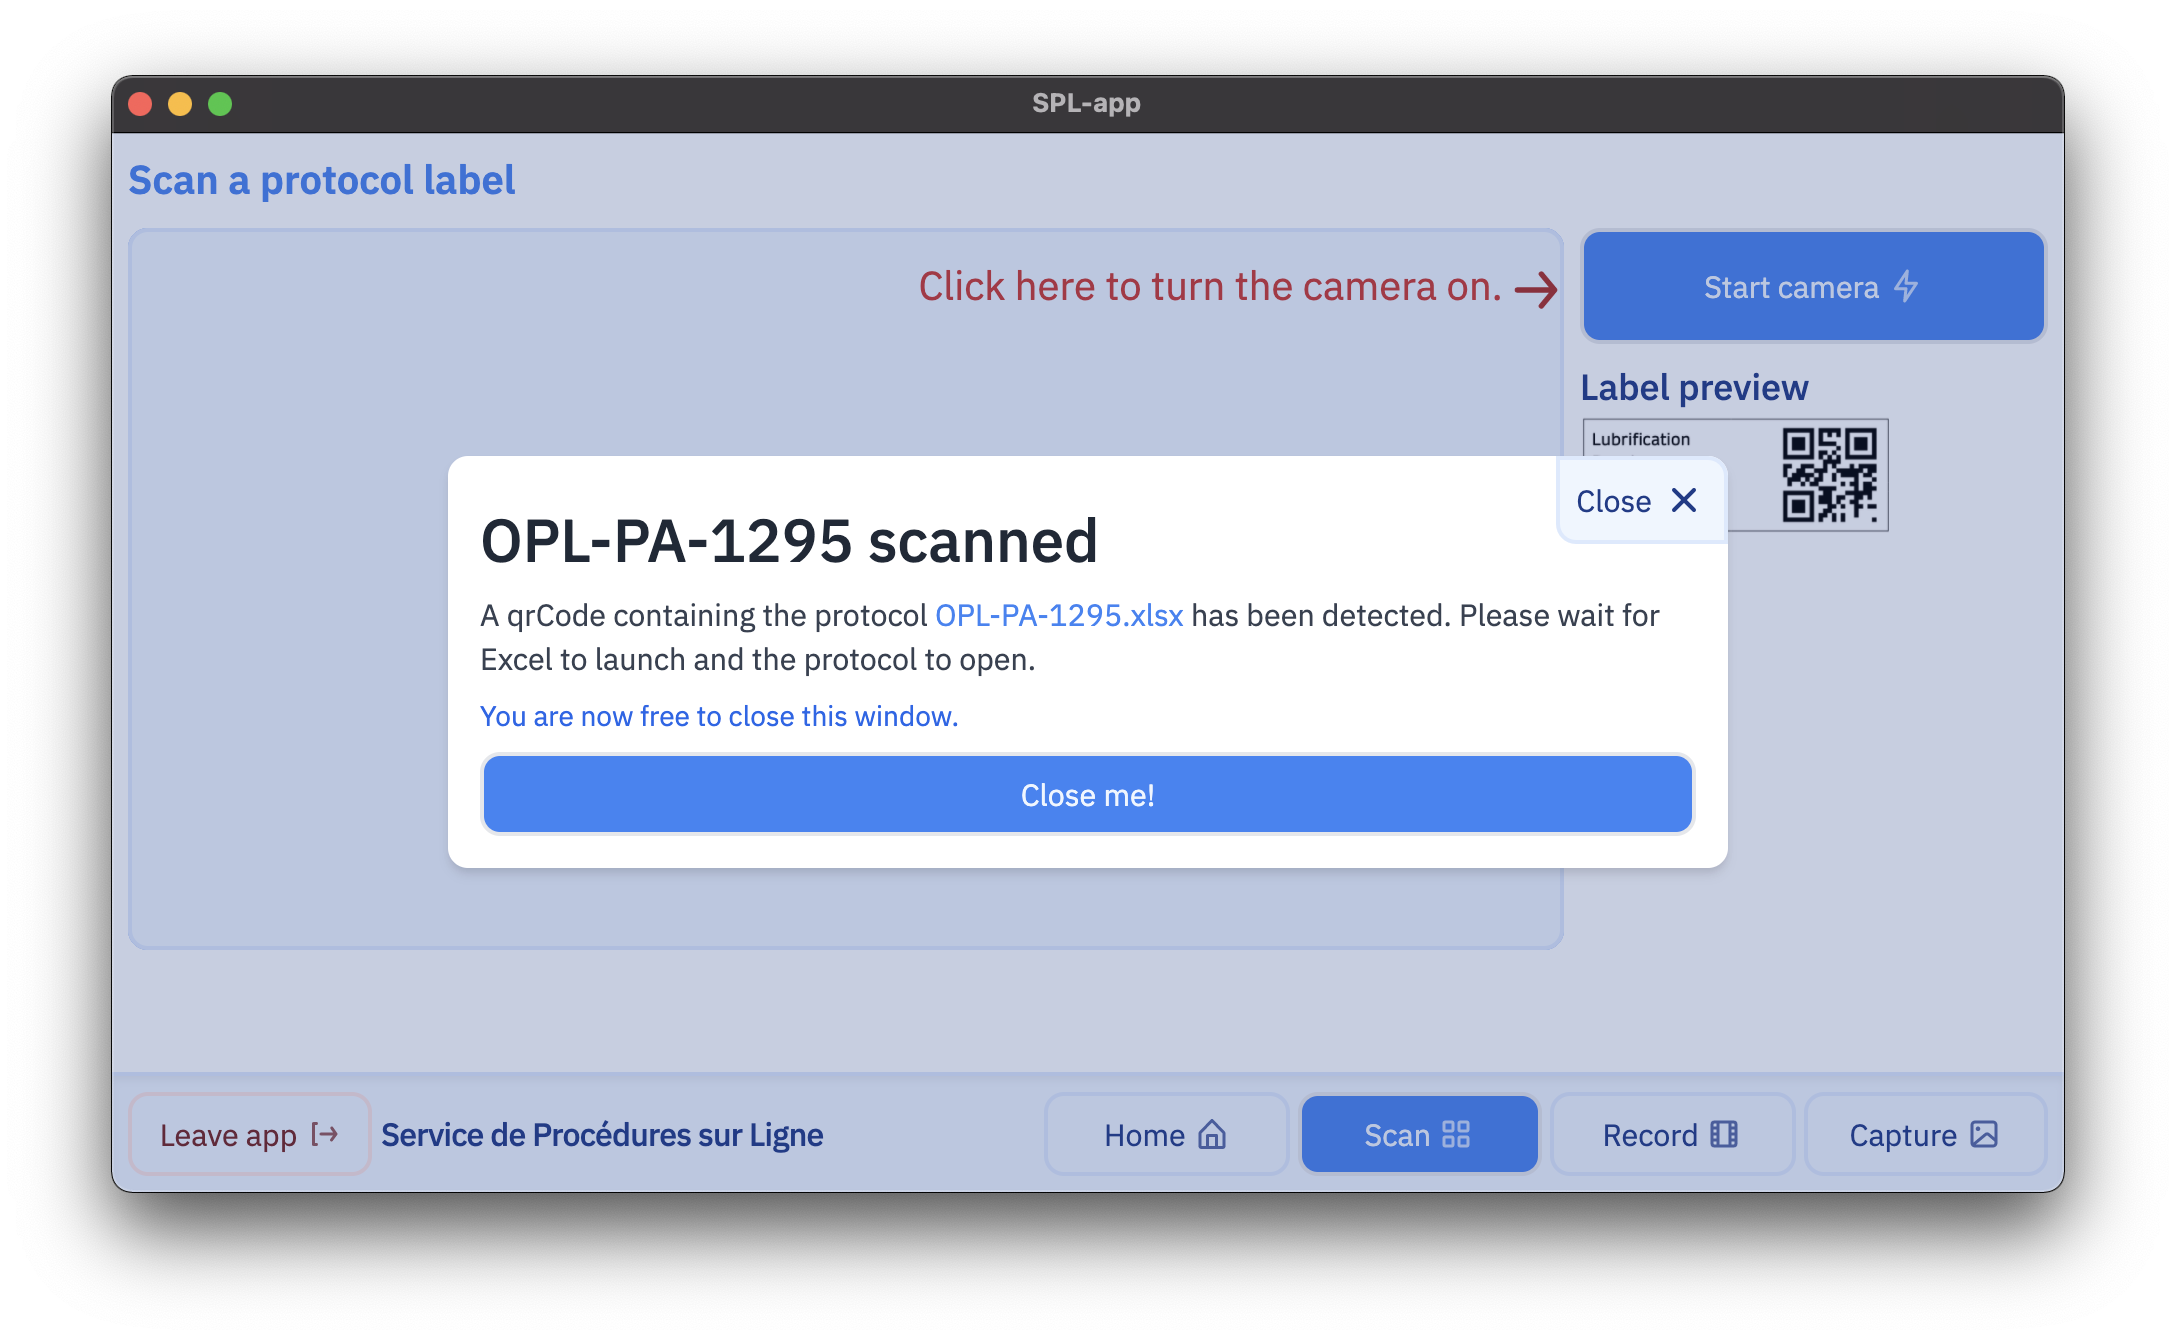 SPL-app
Scan a protocol label
Click here to turn the camera on.
Start camera
Label preview
Lubrification
Close
OPL-PA-1295 scanned
A qrCode containing the protocol OPL-PA-1295.xlsx has been detected. Please wait for
Excel to launch and the protocol to open.
You are now free to close this window.
Close me!
Leave app
Service de Procédures sur Ligne
Home
Scan
Record
Capture